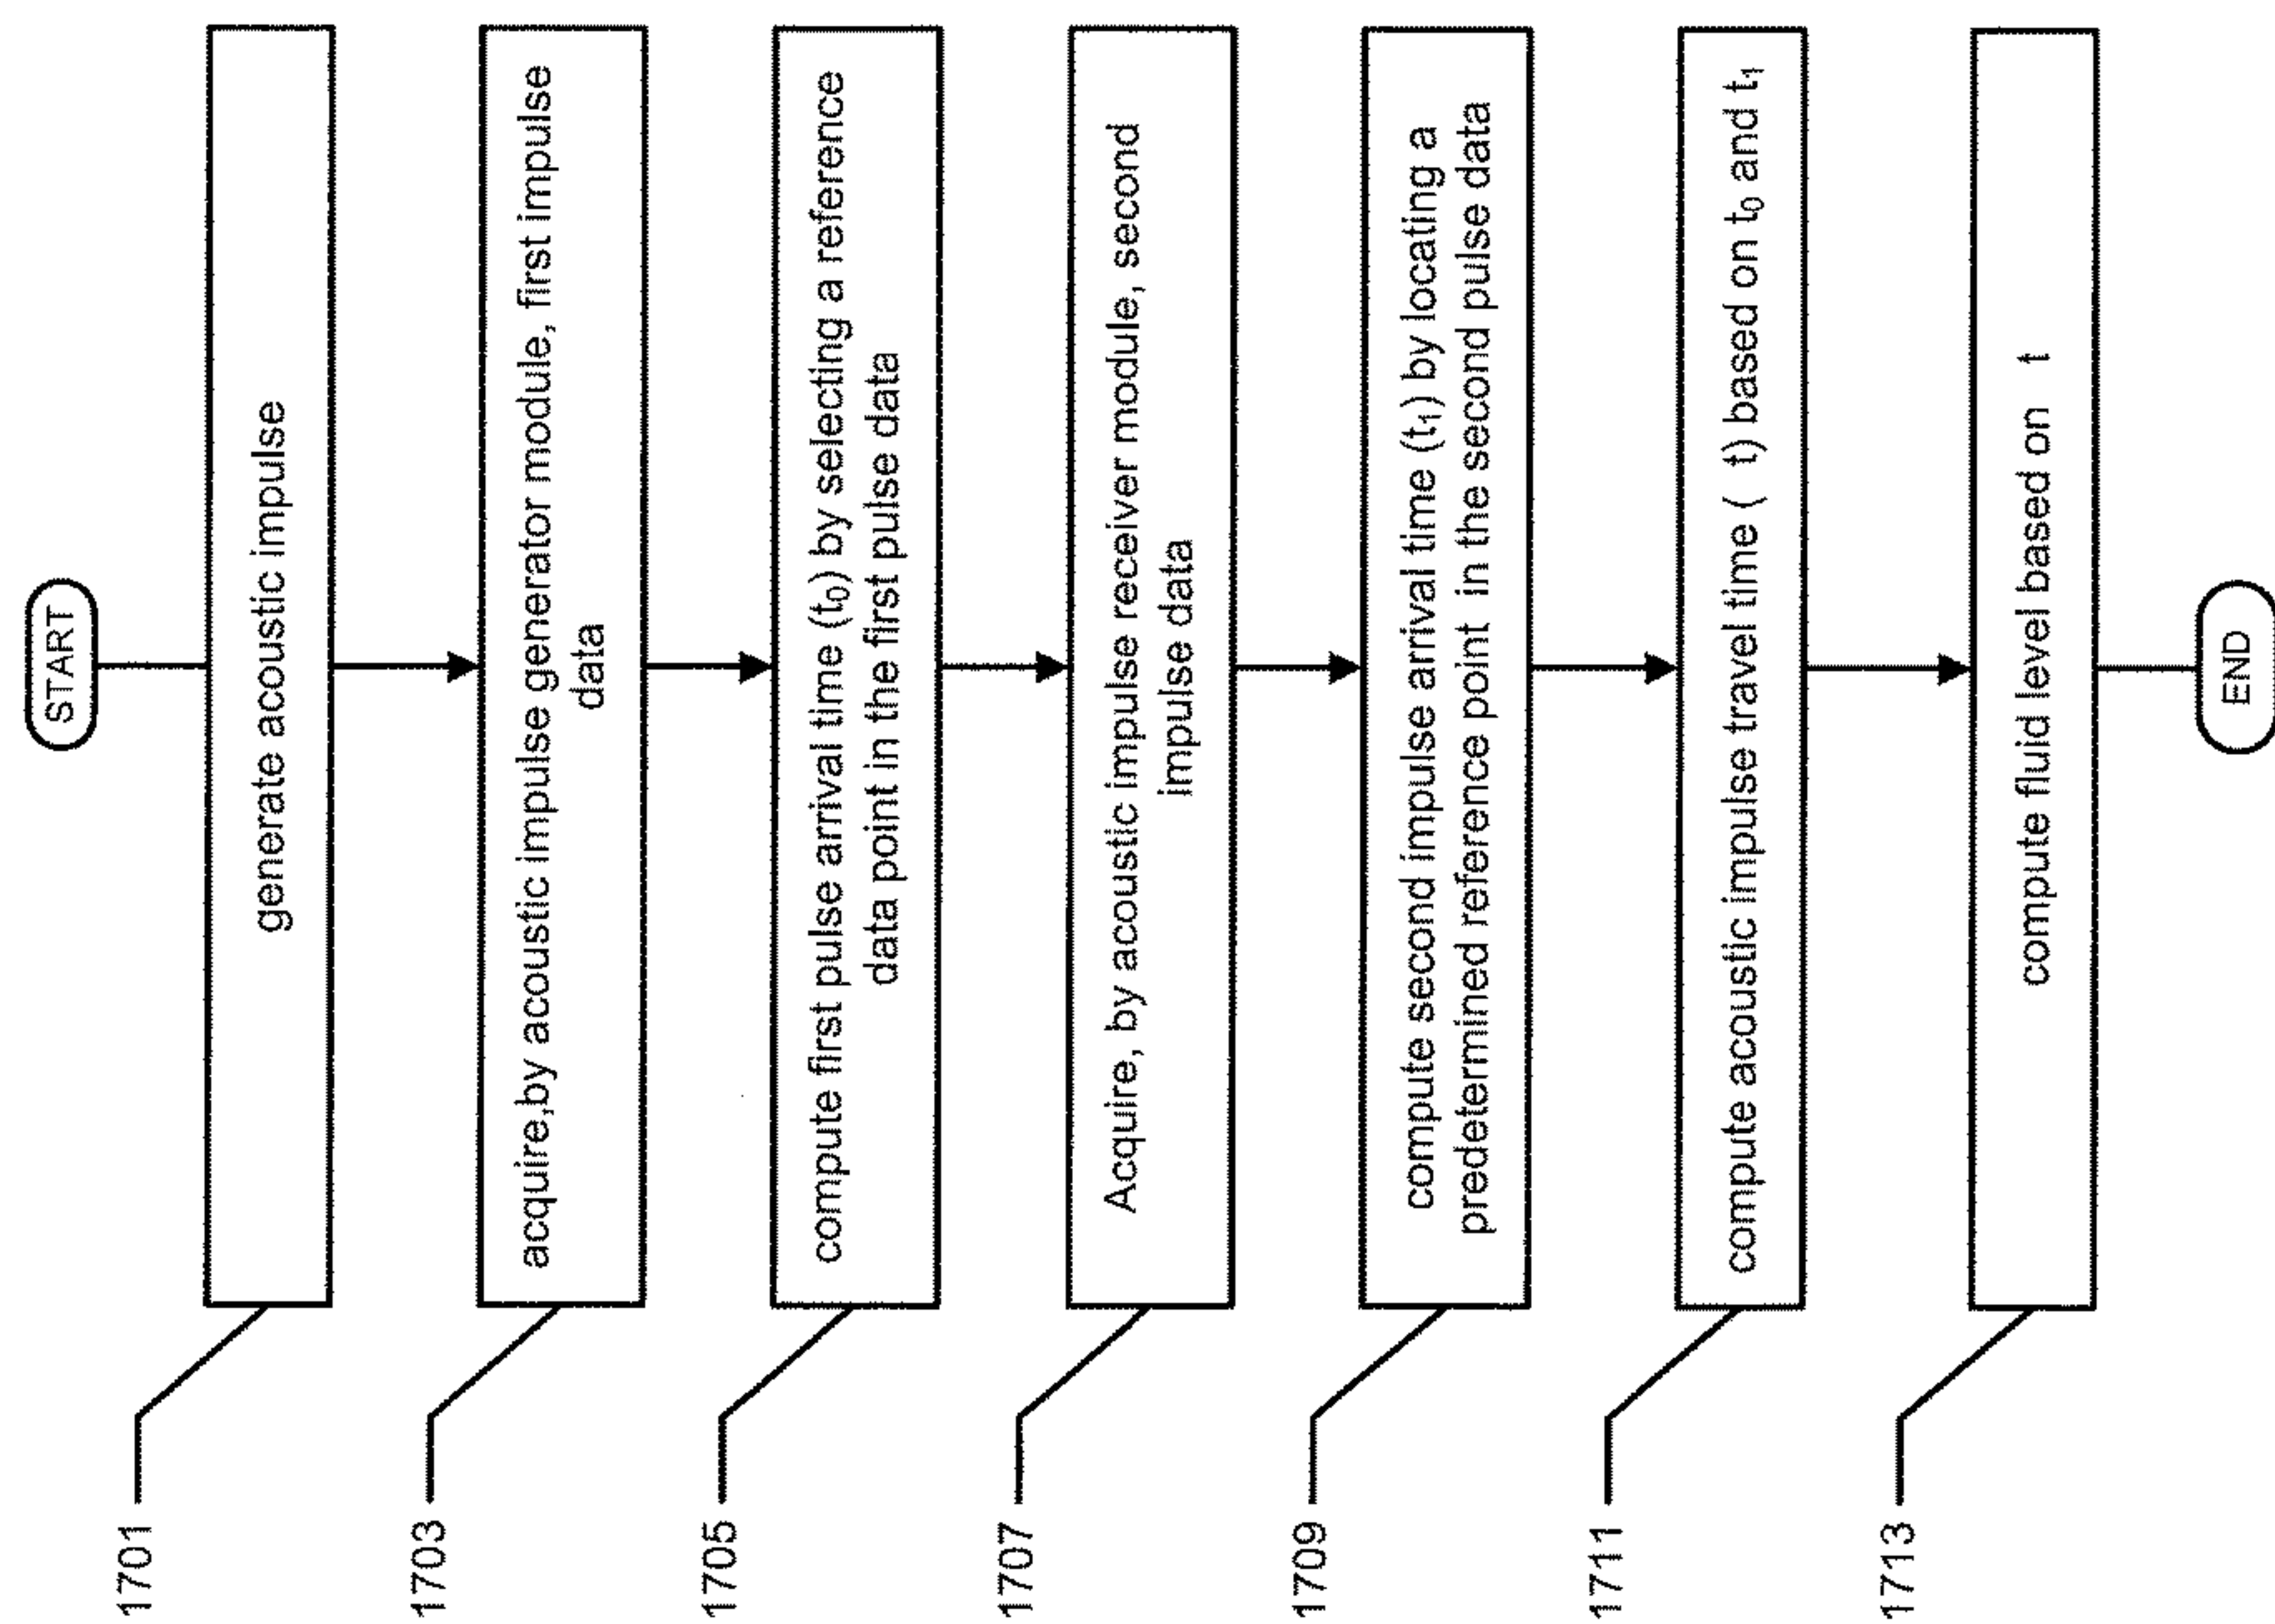 START
1701
generate acoustic impulse
1703
acquire,by acoustic impulse generator module, first impulse
data
1705
compute first pulse arrival time (t₀) by selecting a reference
data point in the first pulse data
1707
Acquire, by acoustic impulse receiver module, second
impulse data
1709
compute second impulse arrival time (t₁) by locating a
predetermined reference point in the second pulse data
1711
compute acoustic impulse travel time ( t) based on t₀ and t₁
1713
compute fluid level based on t
END